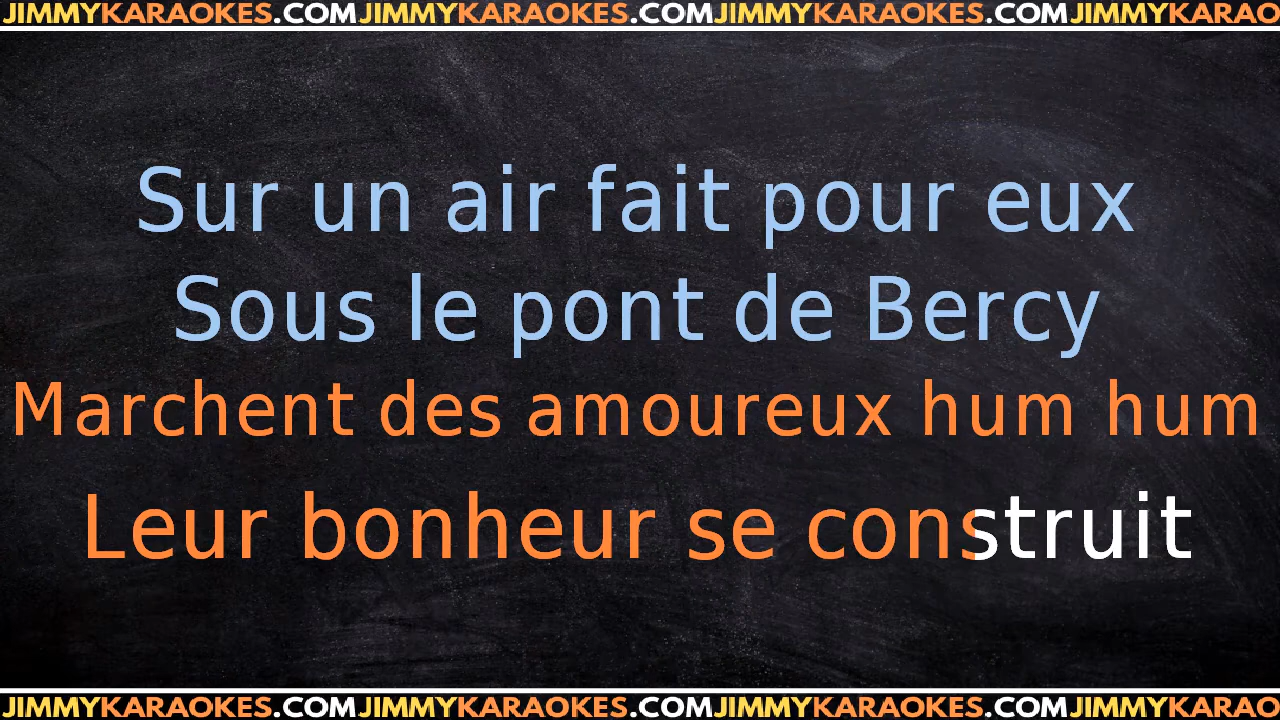 JIMMYKARAOKES.COMJIMMYKARAOKES.COMJIMMYKARAOKES.COMJIMMYKARAO
Sur un air fait pour eux
Sous le pont de Bercy
Marchent des amoureux hum hum
Leur bonheur se construit
JIMMYKARAOKES.COMJIMMYKARAOKES.COMJIMMYKARAOKES.COMJIMMYKARAO